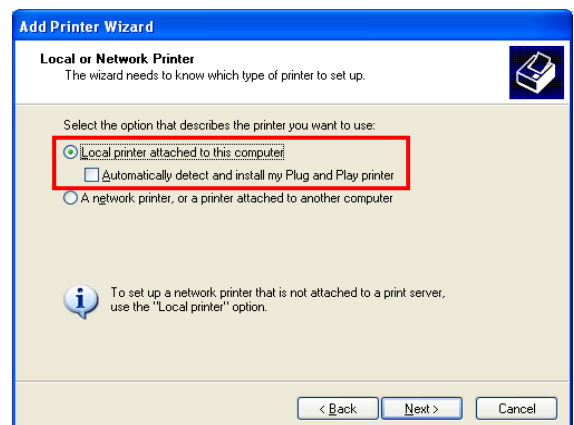 Add Printer Wizard
Local or Network Printer
The wizard needs to know which type of printer to set up.
Select the option that describes the printer you want to use:
Local printer attached to this computer
Automatically detect and install my Plug and Play printer
A network printer, or a printer attached to another computer
To set up a network printer that is not attached to a print server,
use the "Local printer" option.
< Back Next > Cancel